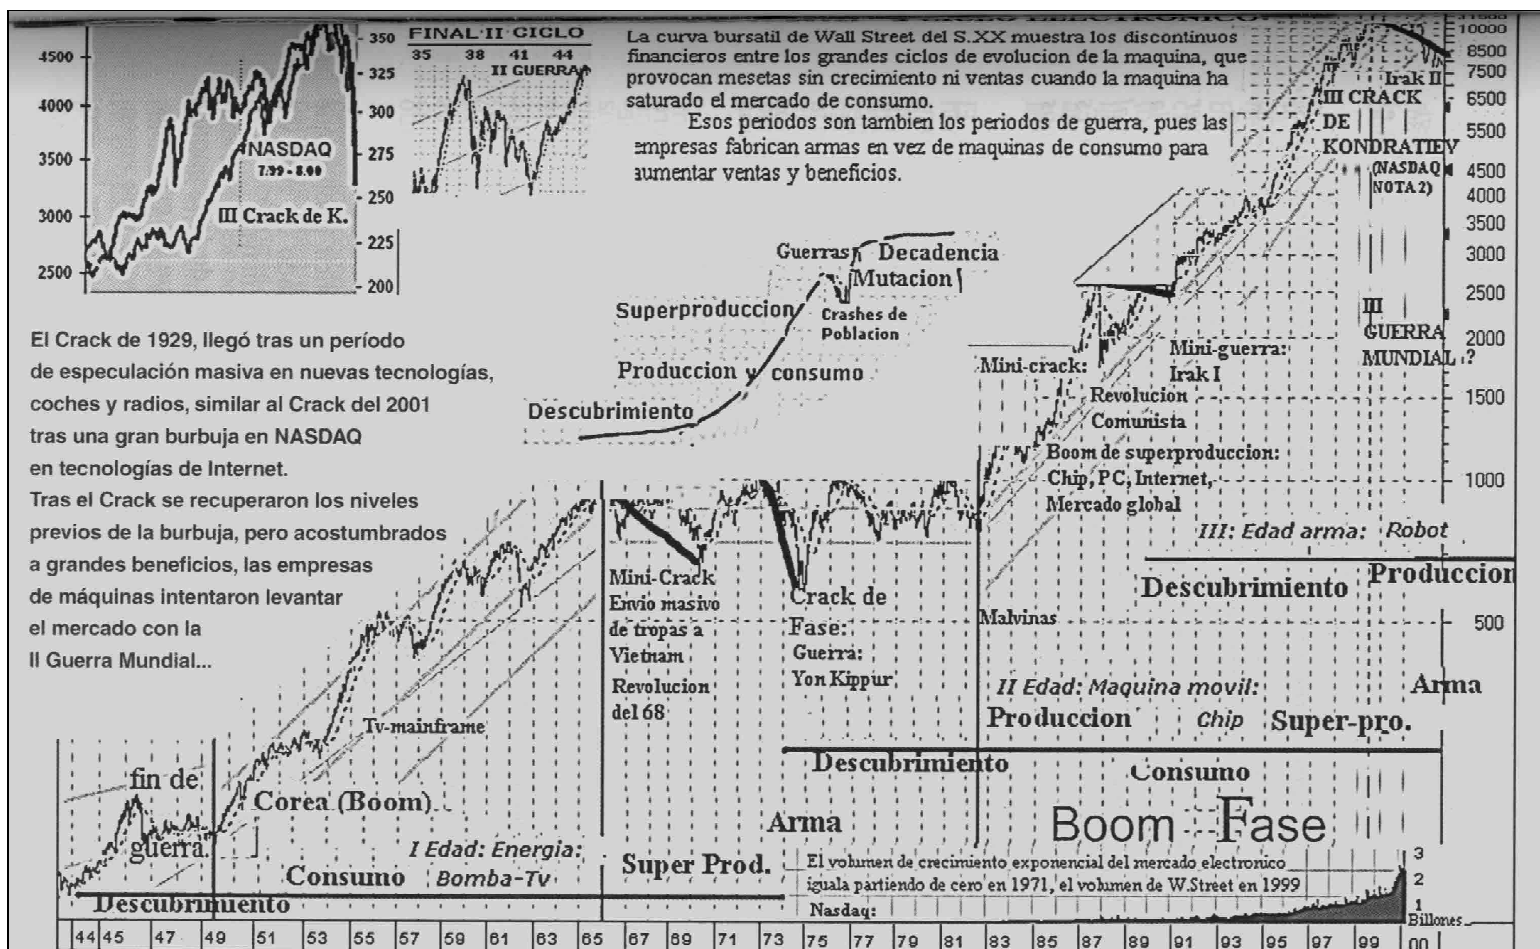 4500
4000
3500
3000
2500
350
325
300
275
250
225
200
NASDAQ
7.99 - 8.00
III Crack de K.
FINAL·II·CICLO
35 38 41 44
II GUERRA
La curva bursatil de Wall Street del S..XX muestra los discontinuos
financieros entre los grandes ciclos de evolucion de la maquina, que
provocan mesetas sin crecimiento ni ventas cuando la maquina ha
saturado el mercado de consumo.
Esos periodos son tambien los periodos de guerra, pues las
empresas fabrican armas en vez de maquinas de consumo para
aumentar ventas y beneficios.
El Crack de 1929, llegó tras un período
de especulación masiva en nuevas tecnologías,
coches y radios, similar al Crack del 2001
tras una gran burbuja en NASDAQ
en tecnologías de Internet.
Tras el Crack se recuperaron los niveles
previos de la burbuja, pero acostumbrados
a grandes beneficios, las empresas
de máquinas intentaron levantar
el mercado con la
II Guerra Mundial...
Guerras
Decadencia
Mutacion
Superproduccion
Crashes de
Poblacion
Produccion y consumo
Descubrimiento
Irak II
III CRACK
DE
KONDRATIEV
(NASDAQ
NOTA 2)
III
GUERRA
MUNDIAL ?
10000
8500
7500
6500
5500
4500
4000
3500
3000
2500
2000
1500
1000
500
Mini-crack:
Mini-guerra:
Irak I
Revolucion
Comunista
Boom de superproduccion:
Chip, PC, Internet,
Mercado global
III: Edad arma: Robot
Descubrimiento
Produccion
Malvinas
Mini-Crack
Envio masivo
de tropas a
Vietnam
Revolucion
del 68
Crack de
Fase:
Guerra:
Yon Kippur
II Edad: Maquina movil:
Arma
Produccion Chip Super-pro.
Tv-mainframe
Descubrimiento
Consumo
fin de
guerra.
Corea (Boom)
Arma
Boom Fase
I Edad: Energia:
Consumo Bomba-Tv
Super Prod.
Descubrimiento
El volumen de crecimiento exponencial del mercado electronico
iguala partiendo de cero en 1971, el volumen de W.Street en 1999
Nasdaq:
3
2
1
Billones
44 45 47 49 51 53 55 57 59 61 63 65 67 69 71 73 75 77 79 81 83 85 87 89 91 93 95 97 99 00